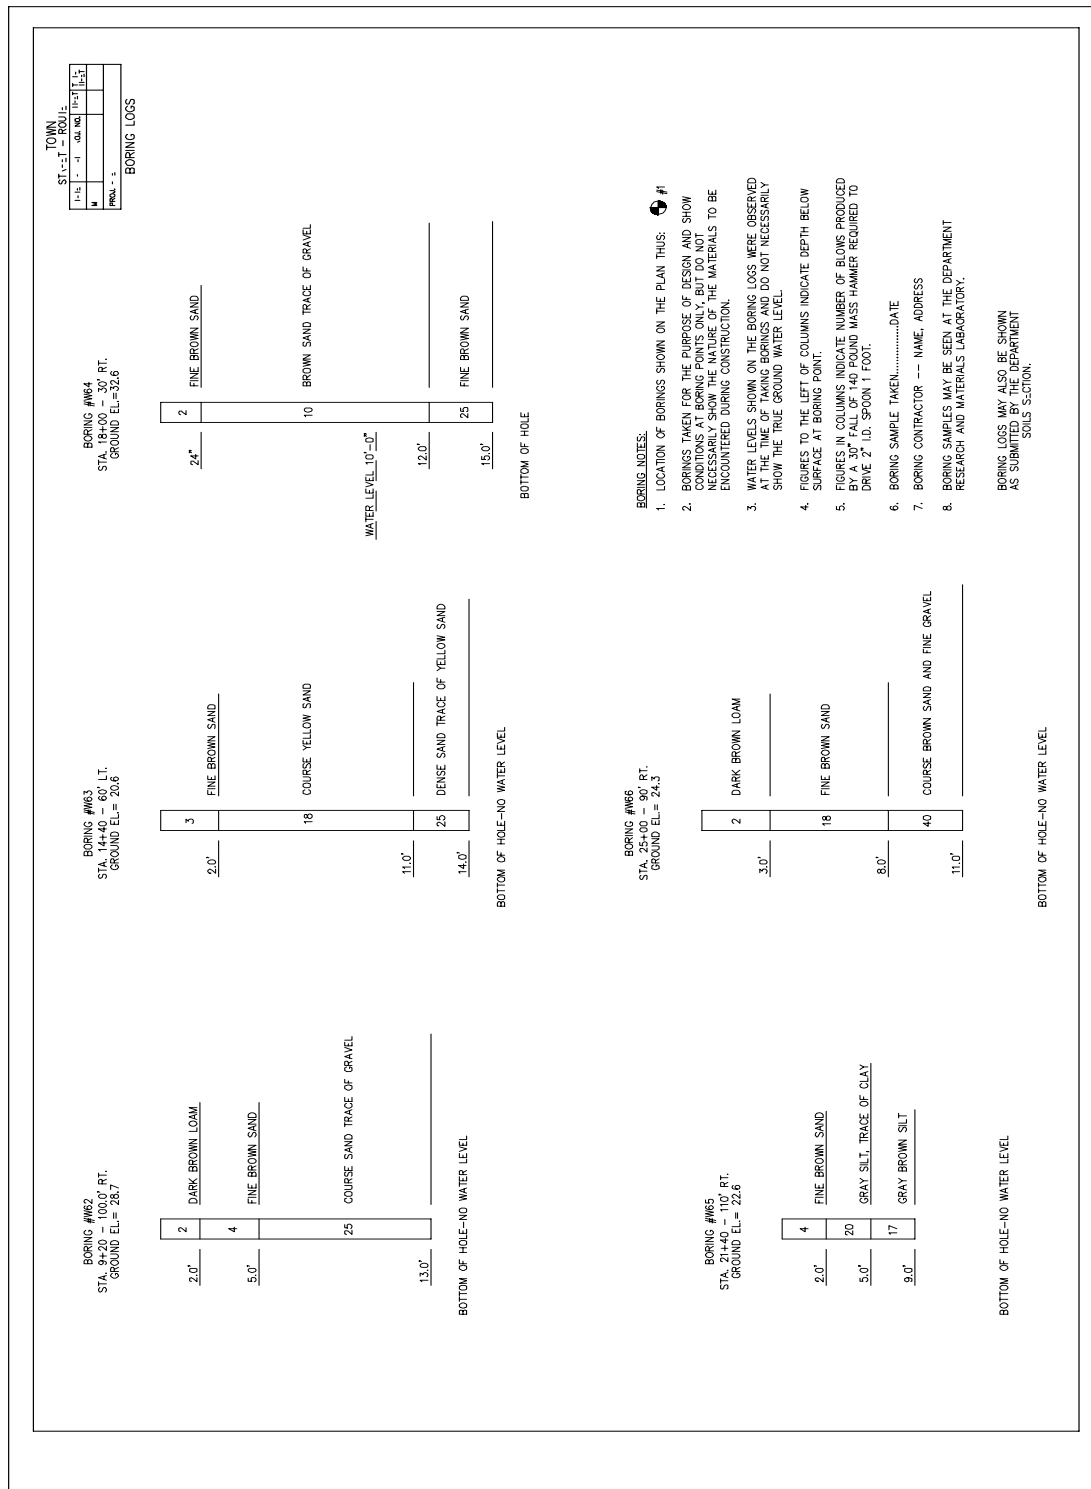 TOWN
BORING LOGS
BORING #W62
STA. 9+20 - 100.0' RT.
GROUND EL.= 28.7
2
DARK BROWN LOAM
2.0'
4
FINE BROWN SAND
5.0'
25
COURSE SAND TRACE OF GRAVEL
13.0'
BOTTOM OF HOLE-NO WATER LEVEL
BORING #W63
STA. 14+40 - 60' LT.
GROUND EL.= 20.6
3
FINE BROWN SAND
2.0'
18
COURSE YELLOW SAND
11.0'
25
DENSE SAND TRACE OF YELLOW SAND
14.0'
BOTTOM OF HOLE-NO WATER LEVEL
BORING #W64
STA. 18+00 - 30' RT.
GROUND EL.=32.6
2
FINE BROWN SAND
24"
10
BROWN SAND TRACE OF GRAVEL
WATER LEVEL 10'-0"
12.0'
25
FINE BROWN SAND
15.0'
BOTTOM OF HOLE
BORING #W65
STA. 21+40 - 110' RT.
GROUND EL.= 22.6
4
FINE BROWN SAND
2.0'
20
GRAY SILT, TRACE OF CLAY
5.0'
17
GRAY BROWN SILT
9.0'
BOTTOM OF HOLE-NO WATER LEVEL
BORING #W66
STA. 25+00 - 90' RT.
GROUND EL.= 24.3
2
DARK BROWN LOAM
3.0'
18
FINE BROWN SAND
8.0'
40
COURSE BROWN SAND AND FINE GRAVEL
11.0'
BOTTOM OF HOLE-NO WATER LEVEL
BORING NOTES:
1. LOCATION OF BORINGS SHOWN ON THE PLAN THUS: #1
2. BORINGS TAKEN FOR THE PURPOSE OF DESIGN AND SHOW
CONDITIONS AT BORING POINTS ONLY, BUT DO NOT
NECESSARILY SHOW THE NATURE OF THE MATERIALS TO BE
ENCOUNTERED DURING CONSTRUCTION.
3. WATER LEVELS SHOWN ON THE BORING LOGS WERE OBSERVED
AT THE TIME OF TAKING BORINGS AND DO NOT NECESSARILY
SHOW THE TRUE GROUND WATER LEVEL.
4. FIGURES TO THE LEFT OF COLUMNS INDICATE DEPTH BELOW
SURFACE AT BORING POINT.
5. FIGURES IN COLUMNS INDICATE NUMBER OF BLOWS PRODUCED
BY A 30" FALL OF 140 POUND MASS HAMMER REQUIRED TO
DRIVE 2" I.D. SPOON 1 FOOT.
6. BORING SAMPLE TAKEN..............DATE
7. BORING CONTRACTOR -- NAME, ADDRESS
8. BORING SAMPLES MAY BE SEEN AT THE DEPARTMENT
RESEARCH AND MATERIALS LABAORATORY.
BORING LOGS MAY ALSO BE SHOWN
AS SUBMITTED BY THE DEPARTMENT
SOILS SECTION.